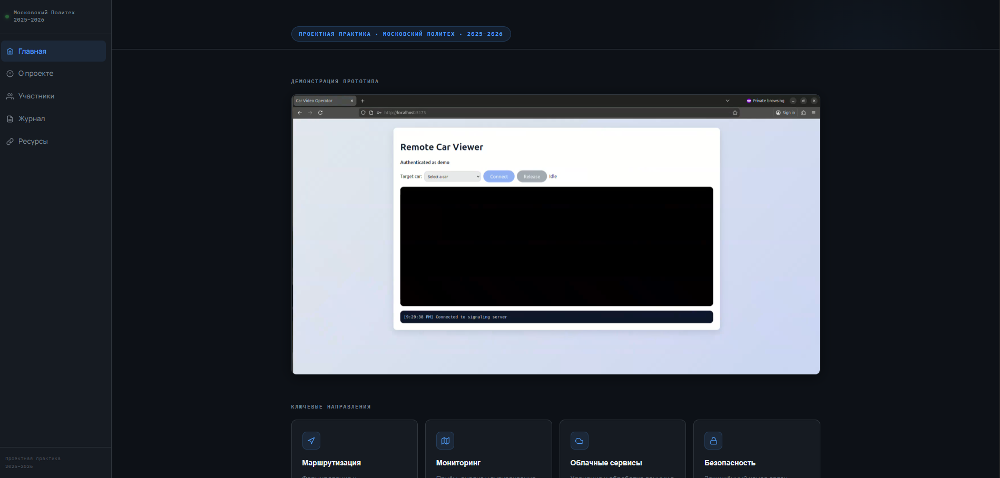 Московский Политех
2025–2026
Главная
О проекте
Участники
Журнал
Ресурсы
Проектная практика
2025–2026
ПРОЕКТНАЯ ПРАКТИКА · МОСКОВСКИЙ ПОЛИТЕХ · 2025–2026
ДЕМОНСТРАЦИЯ ПРОТОТИПА
Car Video Operator
Private browsing
http://localhost:5173
Sign in
Remote Car Viewer
Authenticated as demo
Target car: Select a car Connect Release Idle
[9:29:38 PM] Connected to signaling server
КЛЮЧЕВЫЕ НАПРАВЛЕНИЯ
Маршрутизация
Мониторинг
Облачные сервисы
Безопасность